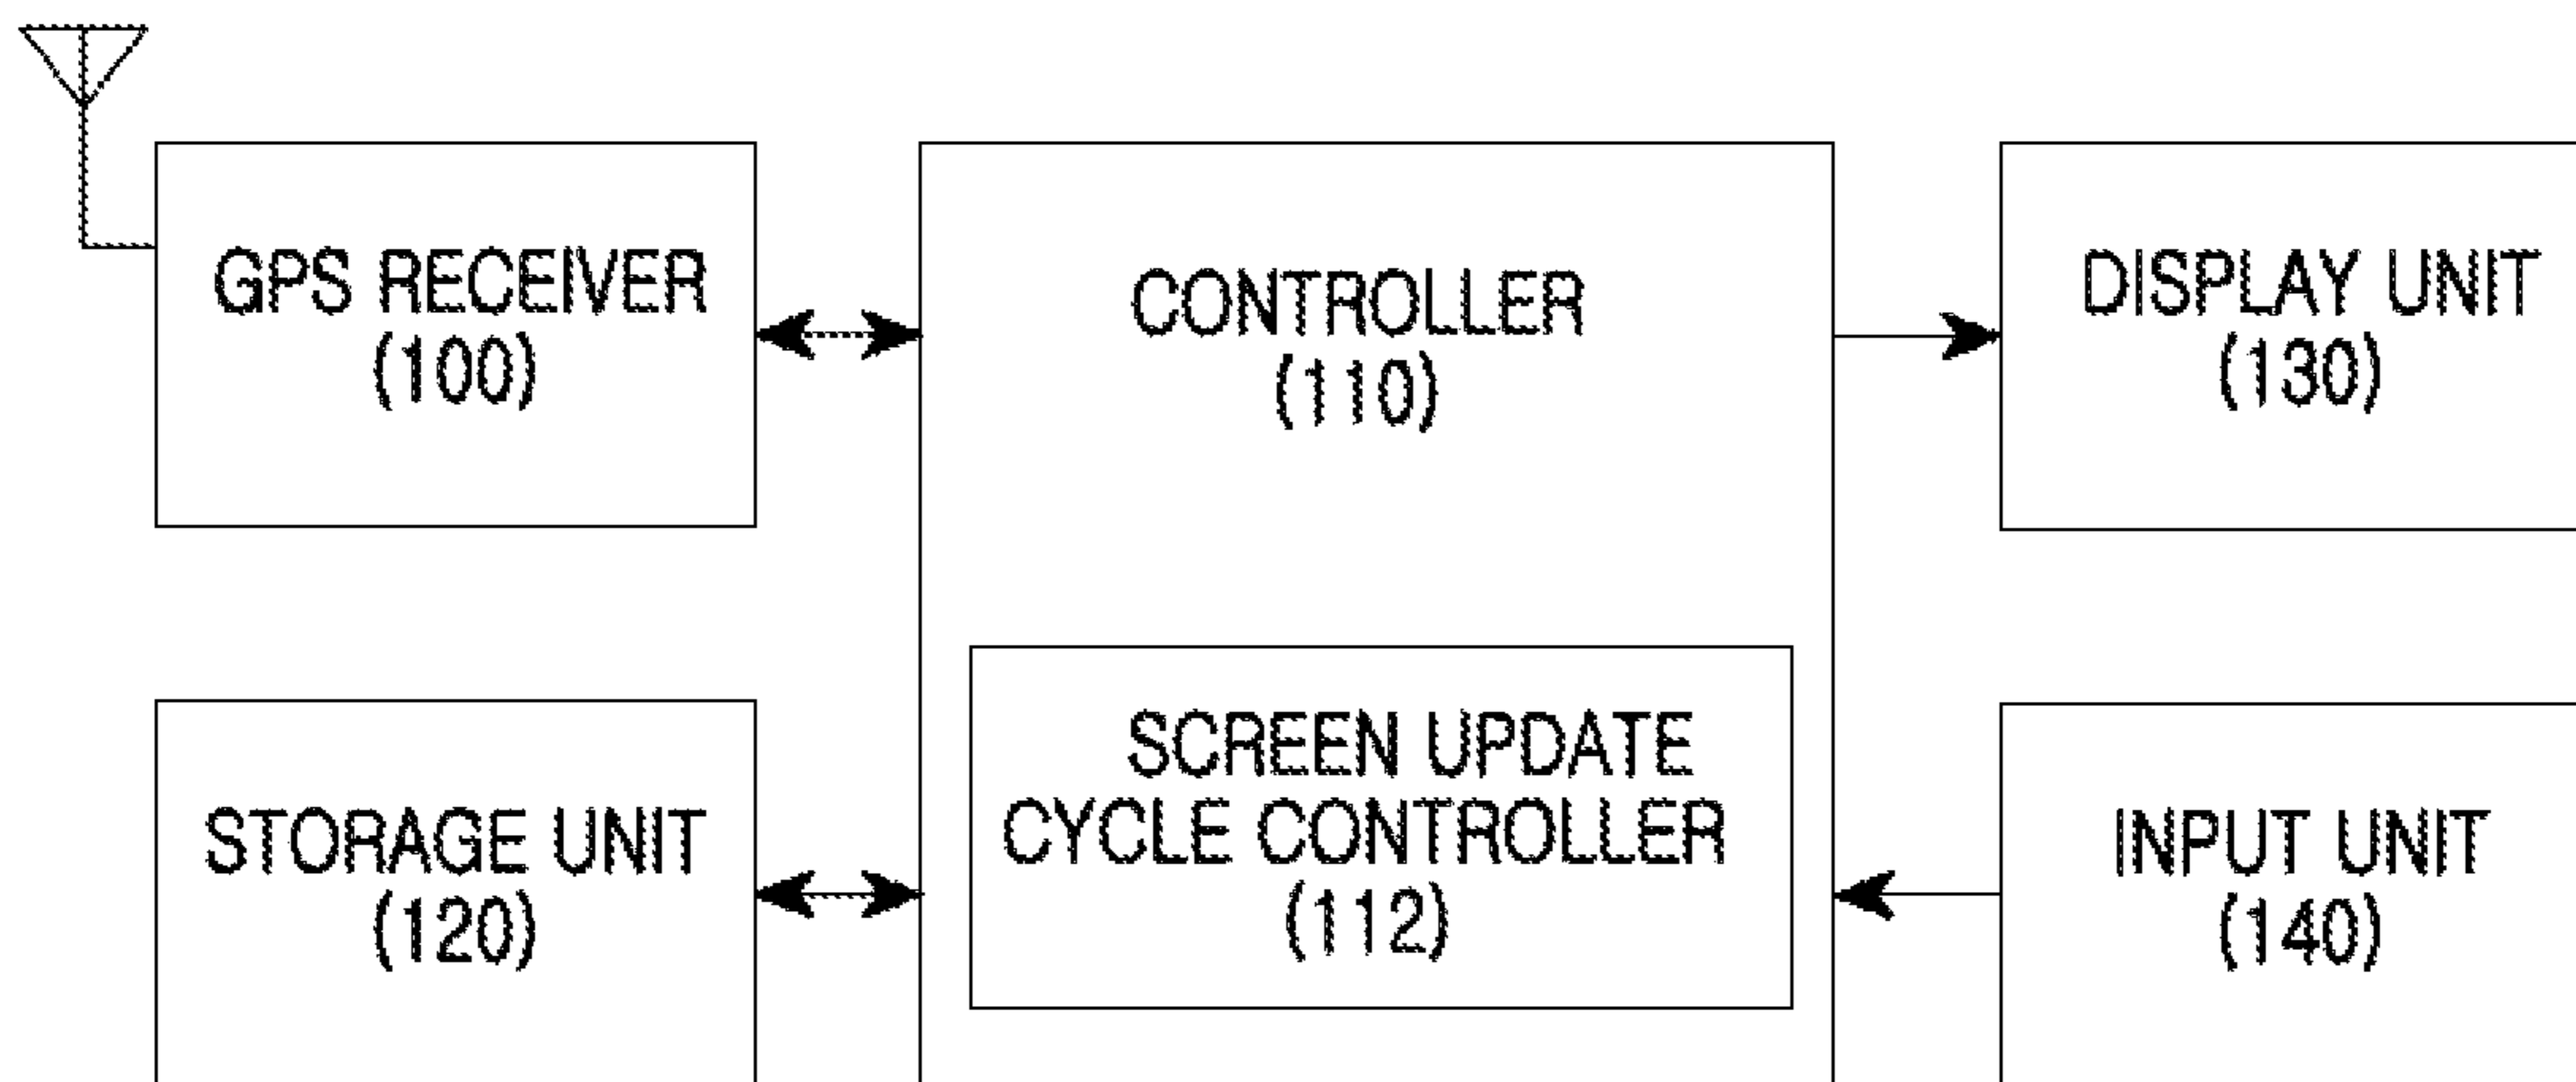 GPS RECEIVER
(100)
CONTROLLER
(110)
DISPLAY UNIT
(130)
STORAGE UNIT
(120)
SCREEN UPDATE
CYCLE CONTROLLER
(112)
INPUT UNIT
(140)